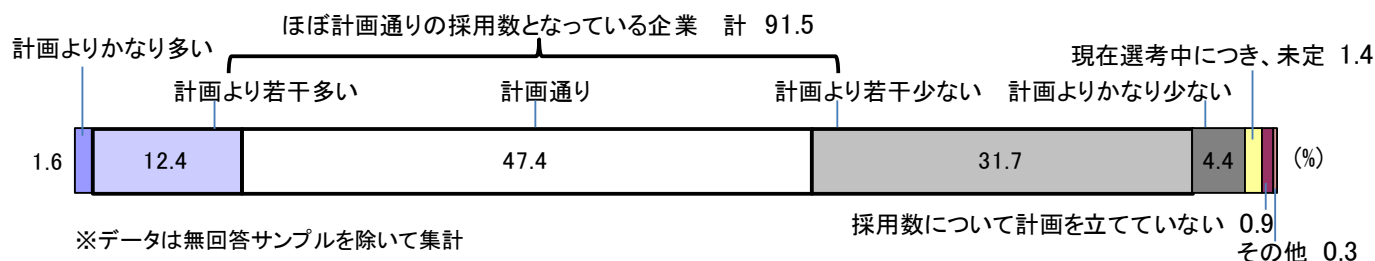 ほぼ計画通りの採用数となっている企業 計 91.5
計画よりかなり多い
現在選考中につき、未定 1.4
計画より若干多い
計画通り
計画より若干少ない
計画よりかなり少ない
1.6
12.4
47.4
31.7
4.4
(%)
採用数について計画を立てていない 0.9
※データは無回答サンプルを除いて集計
その他 0.3